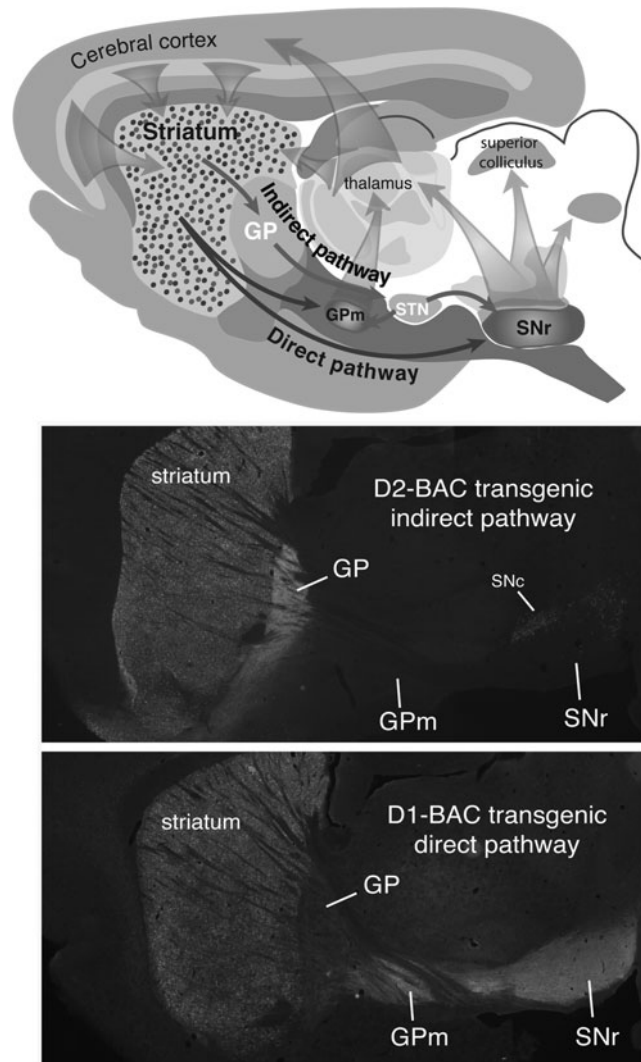 Cerebral cortex
Striatum
superior
colliculus
thalamus
Indirect pathway
GP
GPm
STN
SNr
Direct pathway
striatum
D2-BAC transgenic
indirect pathway
GP
SNc
GPm
SNr
striatum
D1-BAC transgenic
direct pathway
GP
GPm
SNr